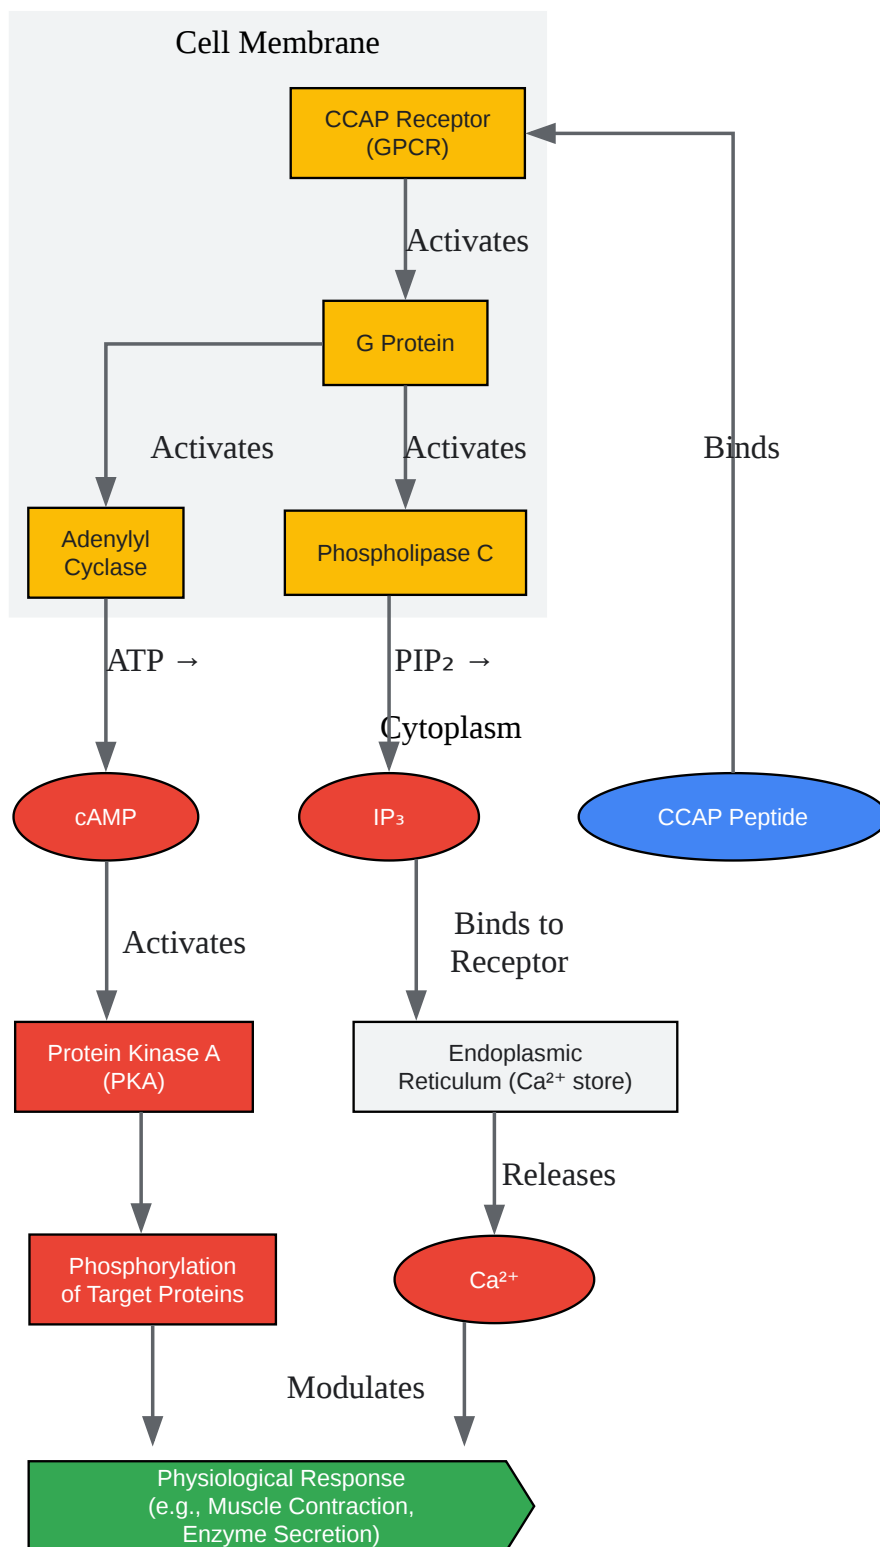 Cell Membrane
CCAP Receptor
(GPCR)
Activates
G Protein
Activates
Activates
Binds
Adenylyl
Cyclase
Phospholipase C
ATP →
PIP₂ →
Cytoplasm
cAMP
IP₃
CCAP Peptide
Activates
Binds to
Receptor
Protein Kinase A
(PKA)
Endoplasmic
Reticulum (Ca²⁺ store)
Releases
Phosphorylation
of Target Proteins
Ca²⁺
Modulates
Physiological Response
(e.g., Muscle Contraction,
Enzyme Secretion)